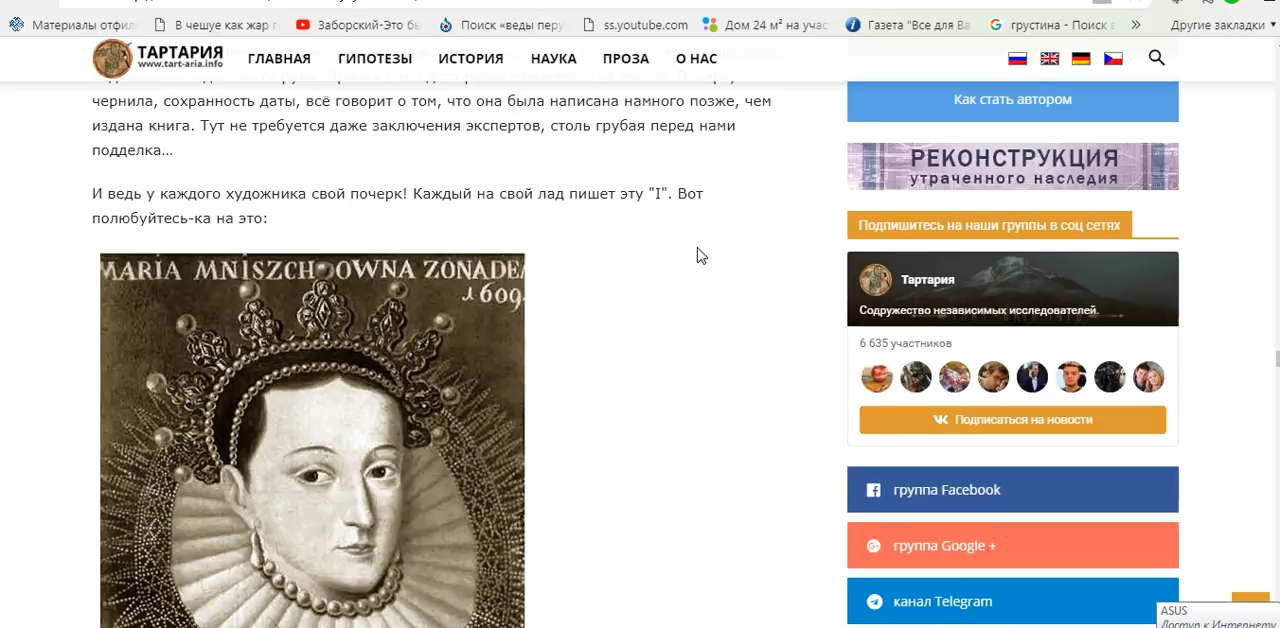 Материалы отфил
В чешуе как жар г
Заборский-Это бы
Поиск «веды перу
ss.youtube.com
Дом 24 м² на учас
Газета "Все для Ва
грустина - Поиск в
»
Другие закладки
ТАРТАРИЯ
www.tart-aria.info
ГЛАВНАЯ
ГИПОТЕЗЫ
ИСТОРИЯ
НАУКА
ПРОЗА
О НАС
чернила, сохранность даты, всё говорит о том, что она была написана намного позже, чем
издана книга. Тут не требуется даже заключения экспертов, столь грубая перед нами
подделка...
И ведь у каждого художника свой почерк! Каждый на свой лад пишет эту "I". Вот
полюбуйтесь-ка на это:
MARIA MNISZCH OWNA ZONADEM
1609
Как стать автором
РЕКОНСТРУКЦИЯ
утраченного наследия
Подпишитесь на наши группы в соц сетях
Тартария
Содружество независимых исследователей.
6 635 участников
Подписаться на новости
группа Facebook
группа Google +
канал Telegram
ASUS
Доступ к Интернету